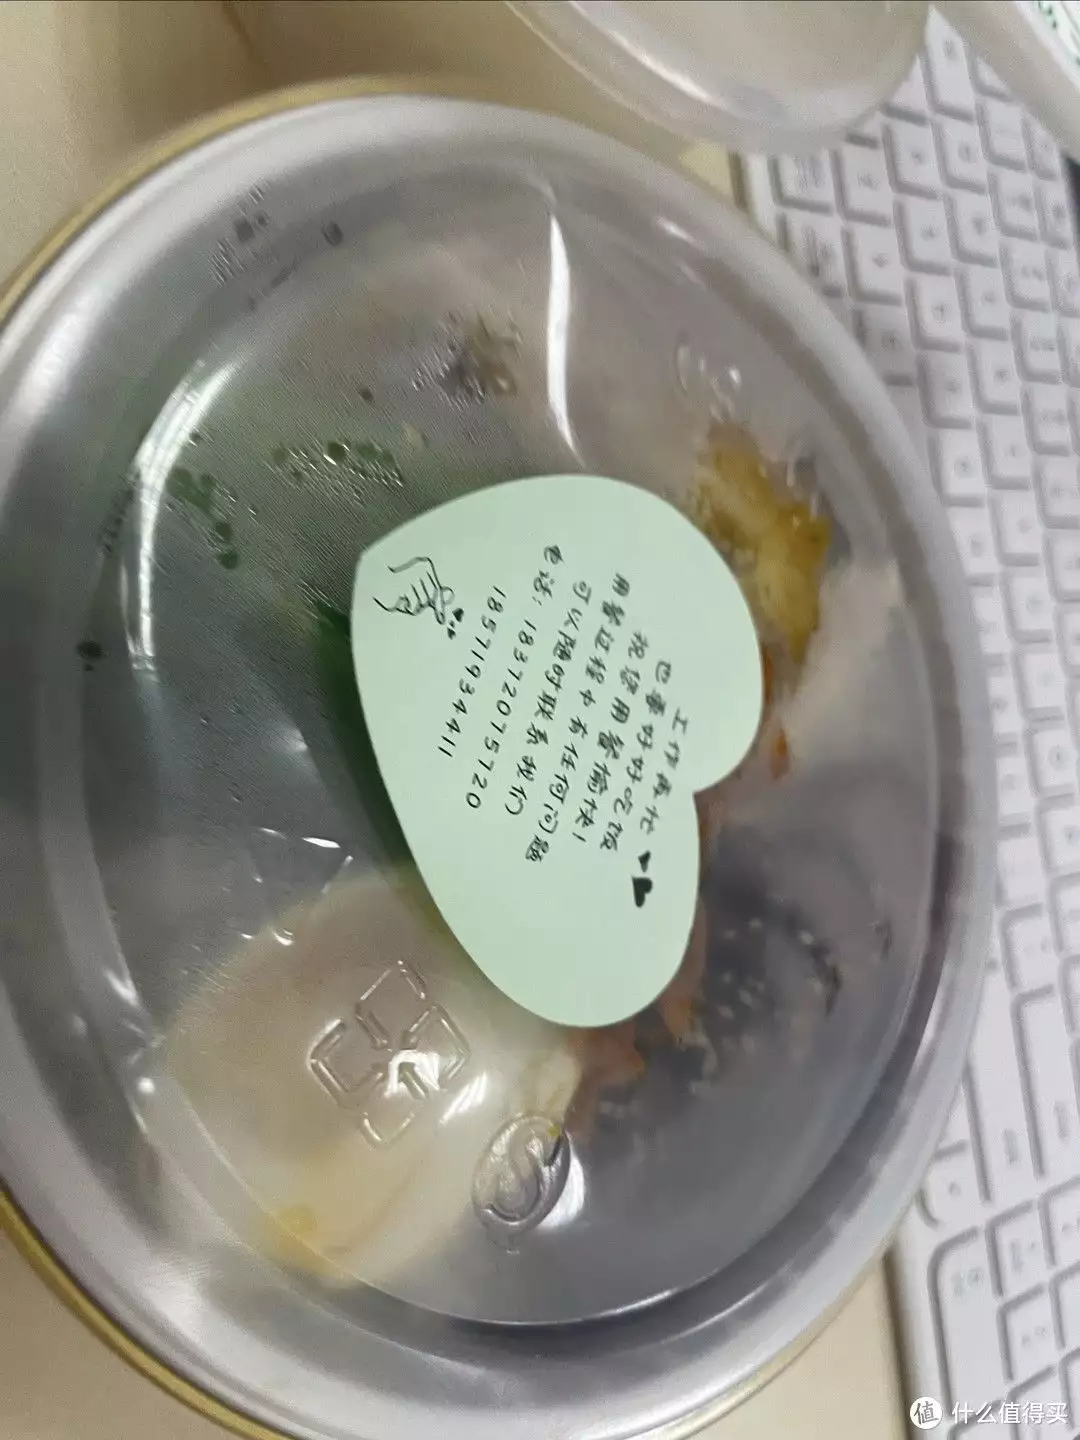 工作再忙
也要好好吃饭
祝您用餐愉快!
用餐过程中有任何问题
可以随时联系我们
电话:18372075720
18571934411
值 什么值得买